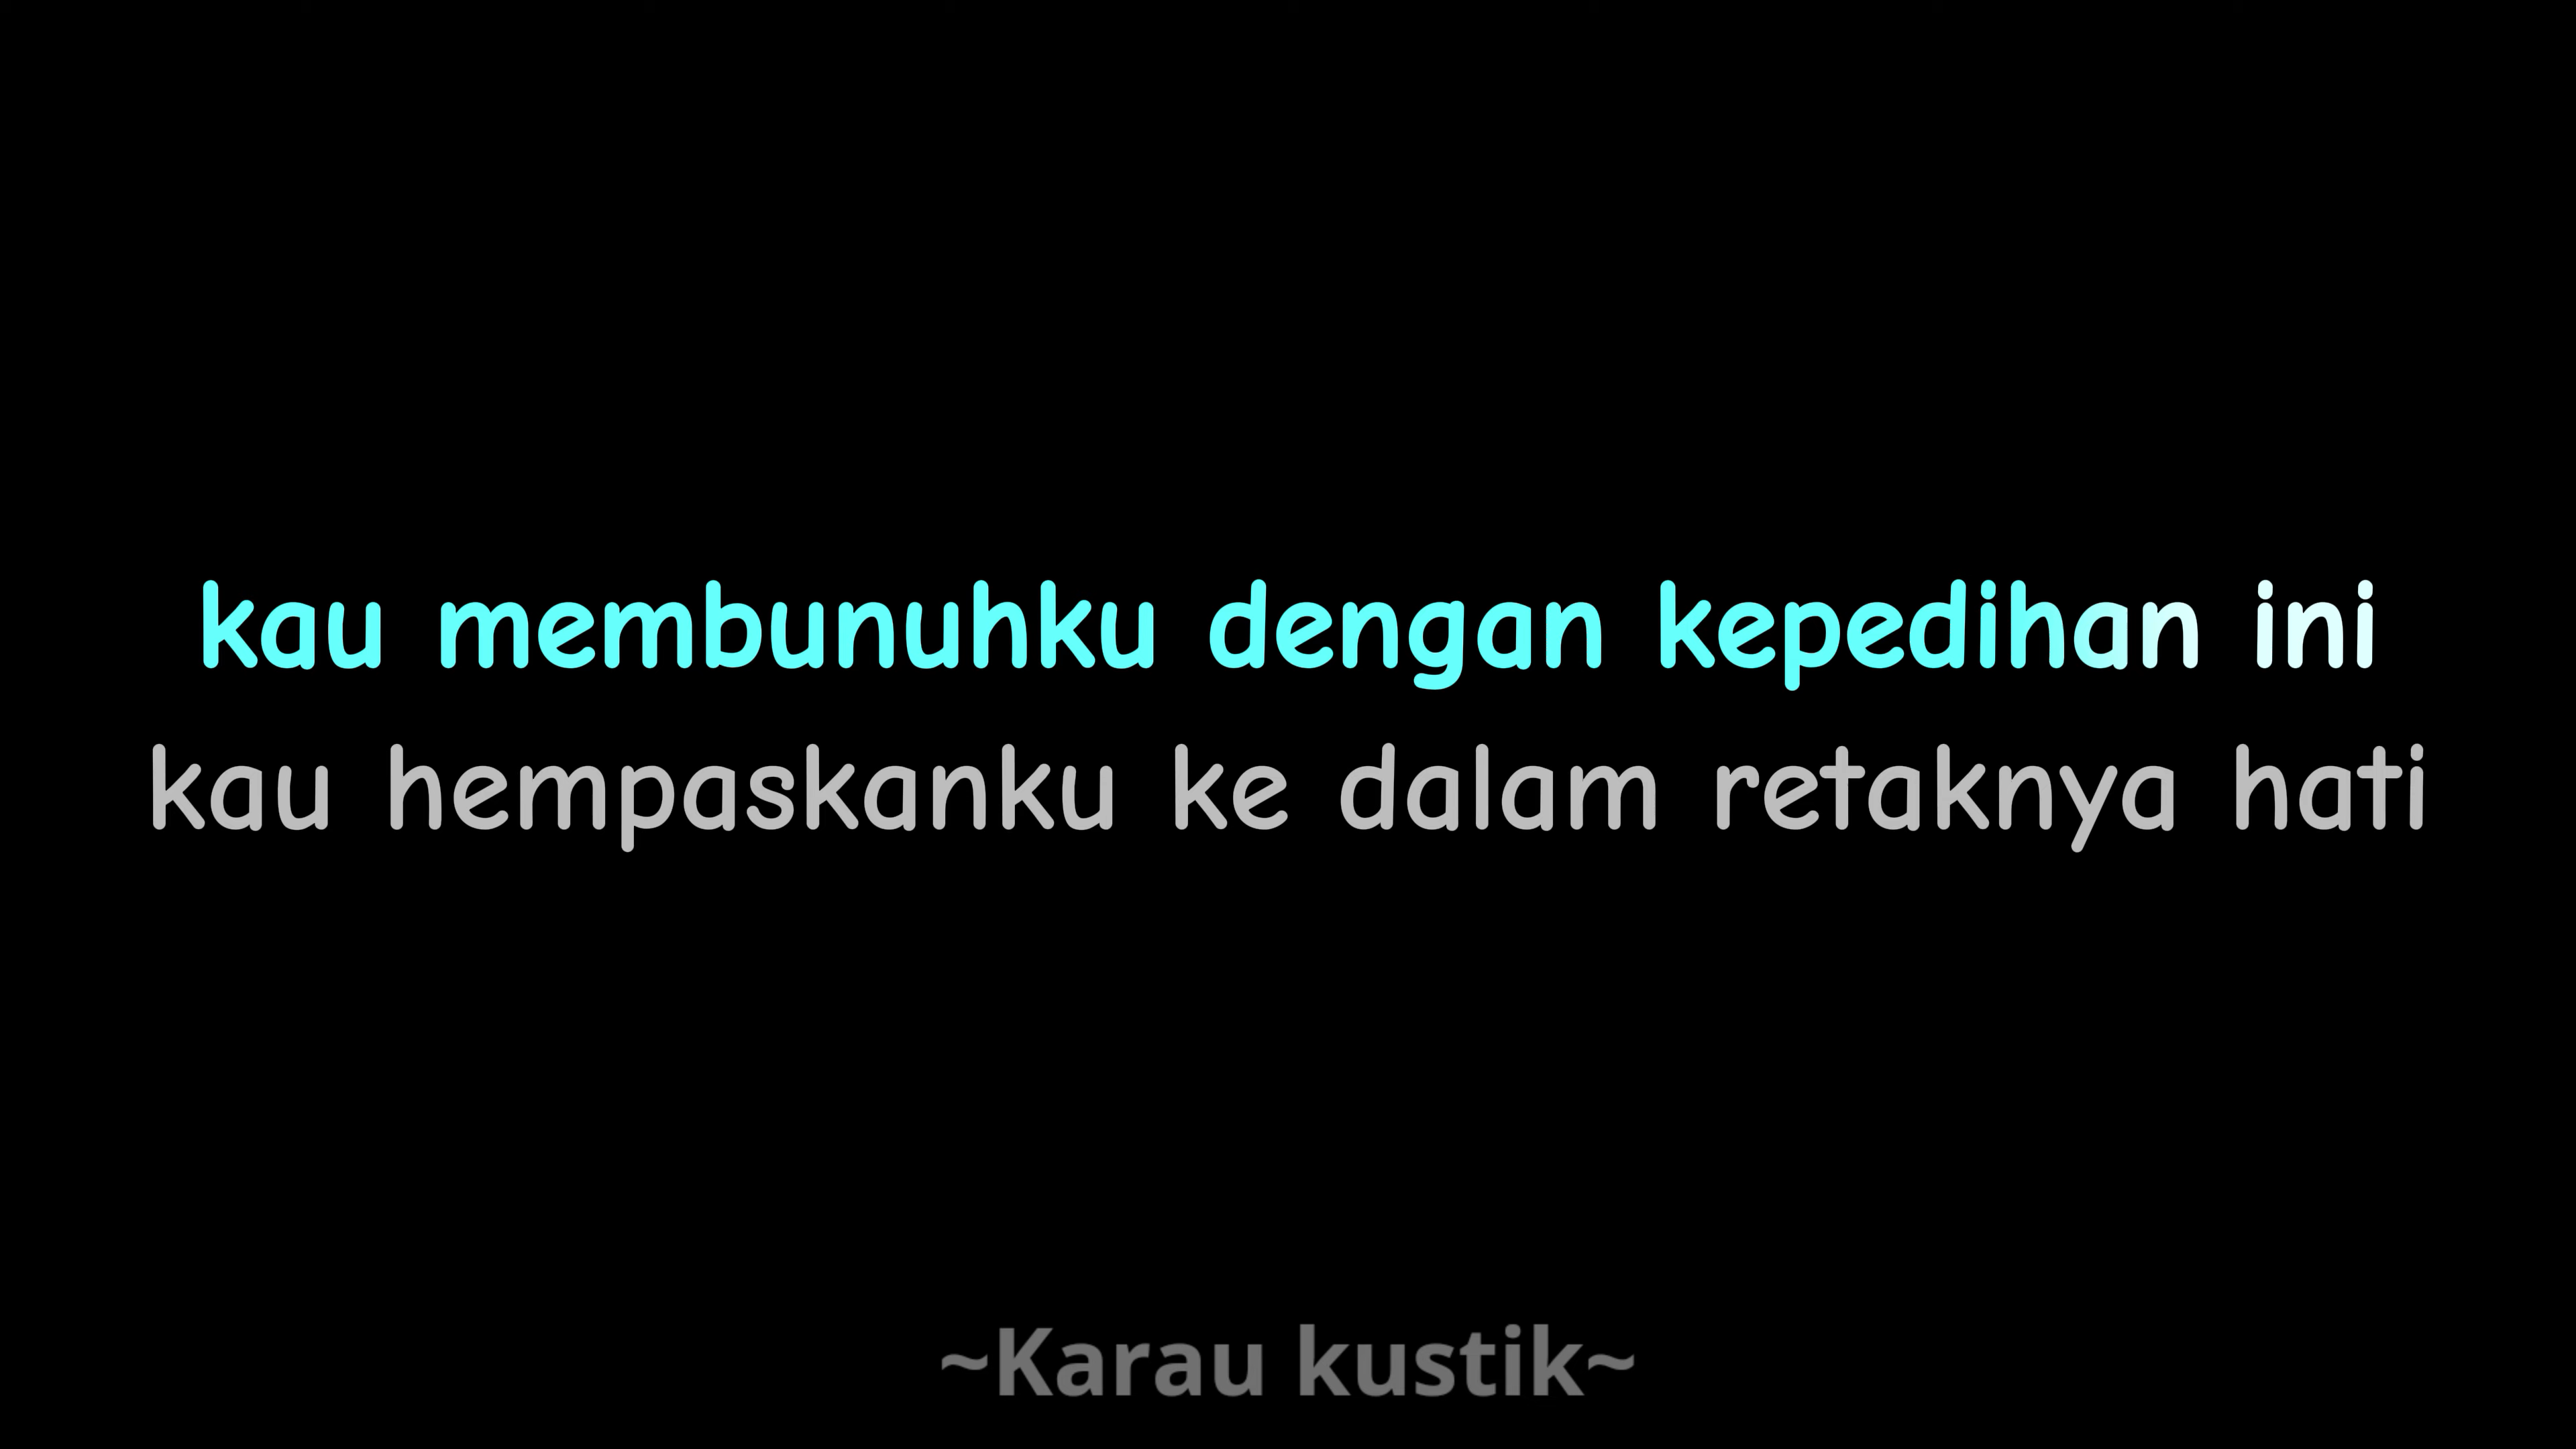 kau membunuhku dengan kepedihan ini
kau hempaskanku ke dalam retaknya hati
~Karau kustik~